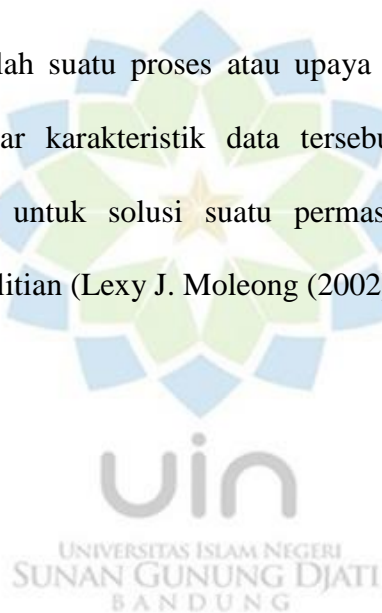 lah suatu proses atau upaya
ar karakteristik data tersebu
untuk solusi suatu permas
litian (Lexy J. Moleong (2002
uin
UNIVERSITAS ISLAM NEGERI
SUNAN GUNUNG DJATI
BANDUNG